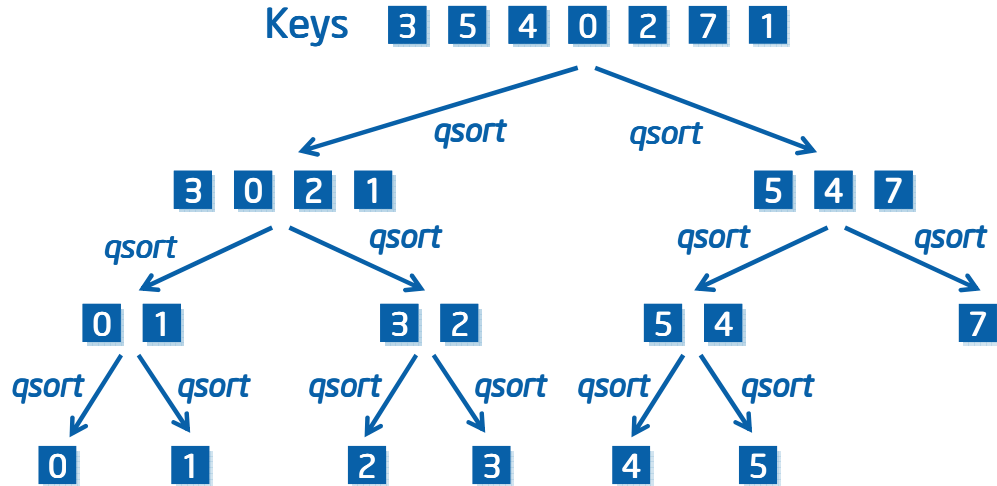 Keys 3 5 4 0 2 7 1
qsort qsort
3 0 2 1 5 4 7
qsort qsort qsort qsort
0 1 3 2 5 4 7
qsort qsort qsort qsort qsort qsort
0 1 2 3 4 5